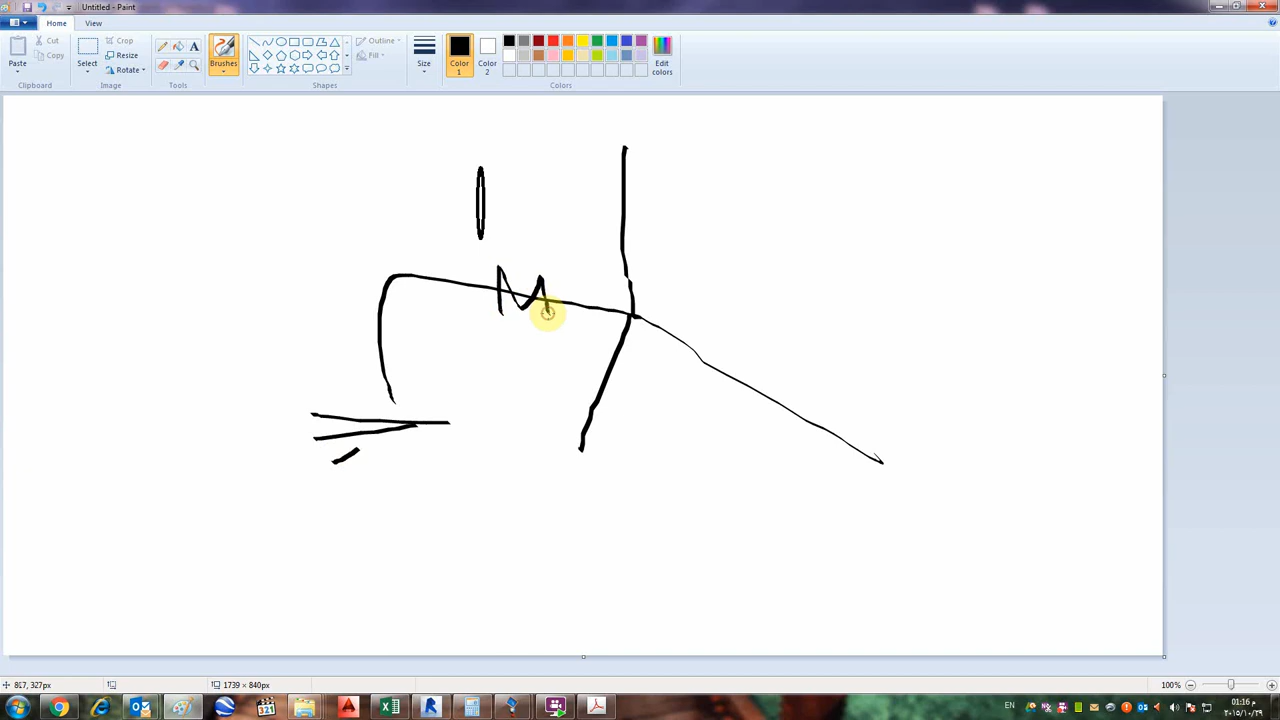 Untitled - Paint
Home View
Paste
Cut
Copy
Clipboard
Select
Crop
Resize
Rotate
Image
A
Tools
Brushes
Outline
Fill
Shapes
Size
Color 1
Color 2
Edit colors
Colors
M
817, 327px
1739 × 840px
100%
EN
01:16 م